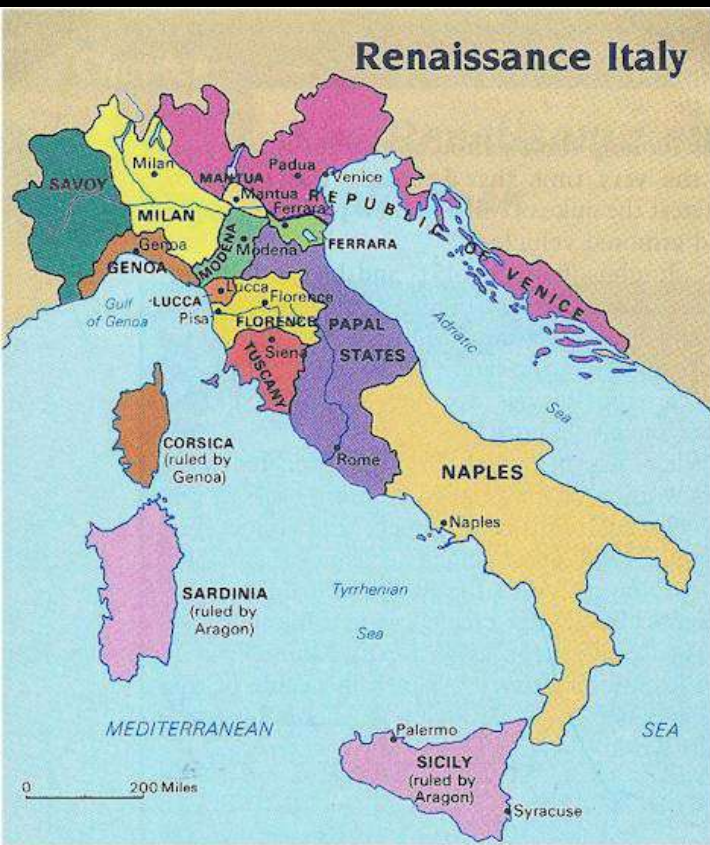 Renaissance Italy
Milan
MANTUA
Padua
Venice
SAVOY
Mantua
Ferrara
REPUBLIC OF VENICE
MILAN
Genoa
MODENA
Modena
FERRARA
GENOA
Lucca
Florence
Gulf
of Genoa
LUCCA
Pisa
FLORENCE
PAPAL
STATES
Adriatic
Sea
Siena
TUSCANY
CORSICA
(ruled by
Genoa)
Rome
NAPLES
Naples
SARDINIA
(ruled by
Aragon)
Tyrrhenian
Sea
MEDITERRANEAN
SEA
Palermo
SICILY
(ruled by
Aragon)
Syracuse
0
200 Miles